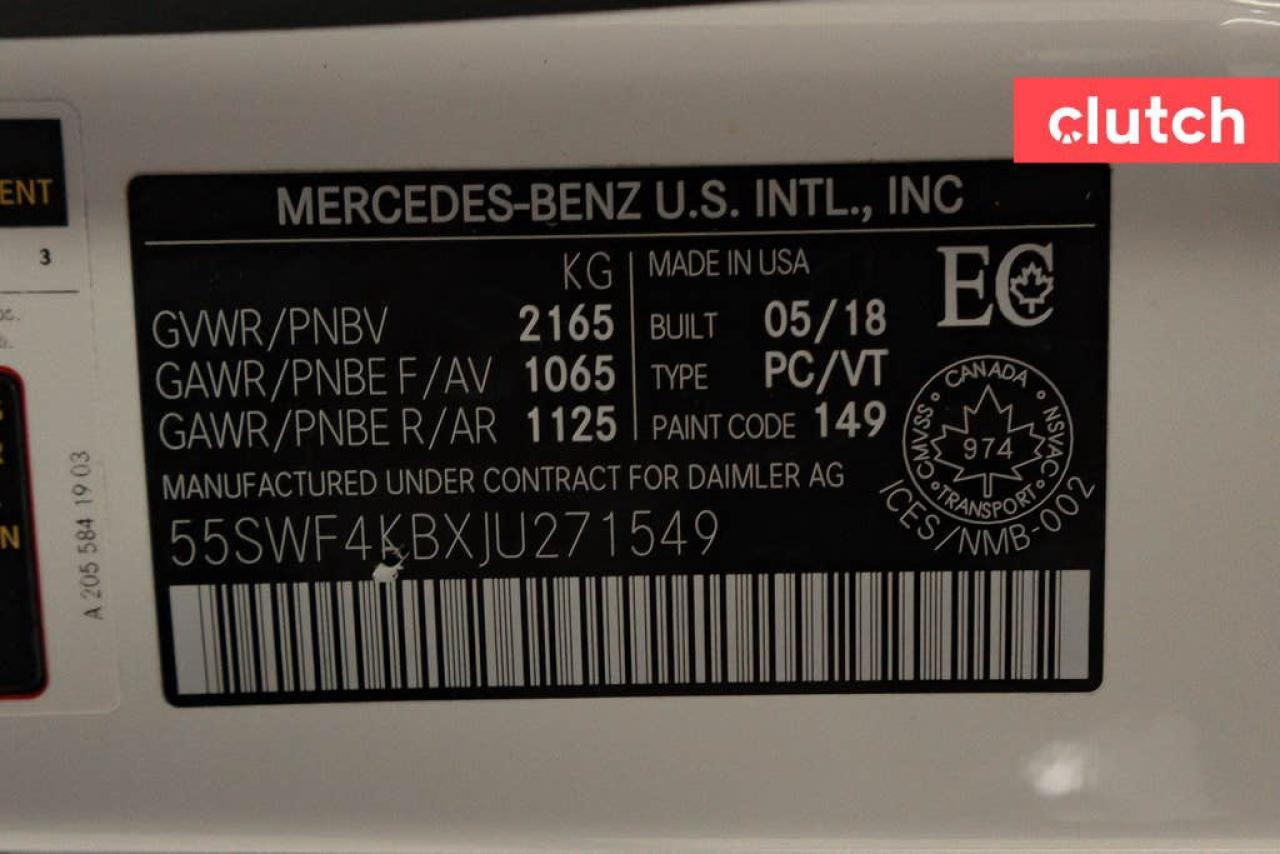 clutch
ENT
3
MERCEDES-BENZ U.S. INTL., INC
KG
GVWR/PNBV 2165
GAWR/PNBE F/AV 1065
GAWR/PNBE R/AR 1125
MADE IN USA
BUILT 05/18
TYPE PC/VT
PAINT CODE 149
EC
CANADA
CMVSS 974 NSVAC
TRANSPORT
ICES/NMB-002
MANUFACTURED UNDER CONTRACT FOR DAIMLER AG
55SWF4KBXJU271549
A 205 584 19 03
N